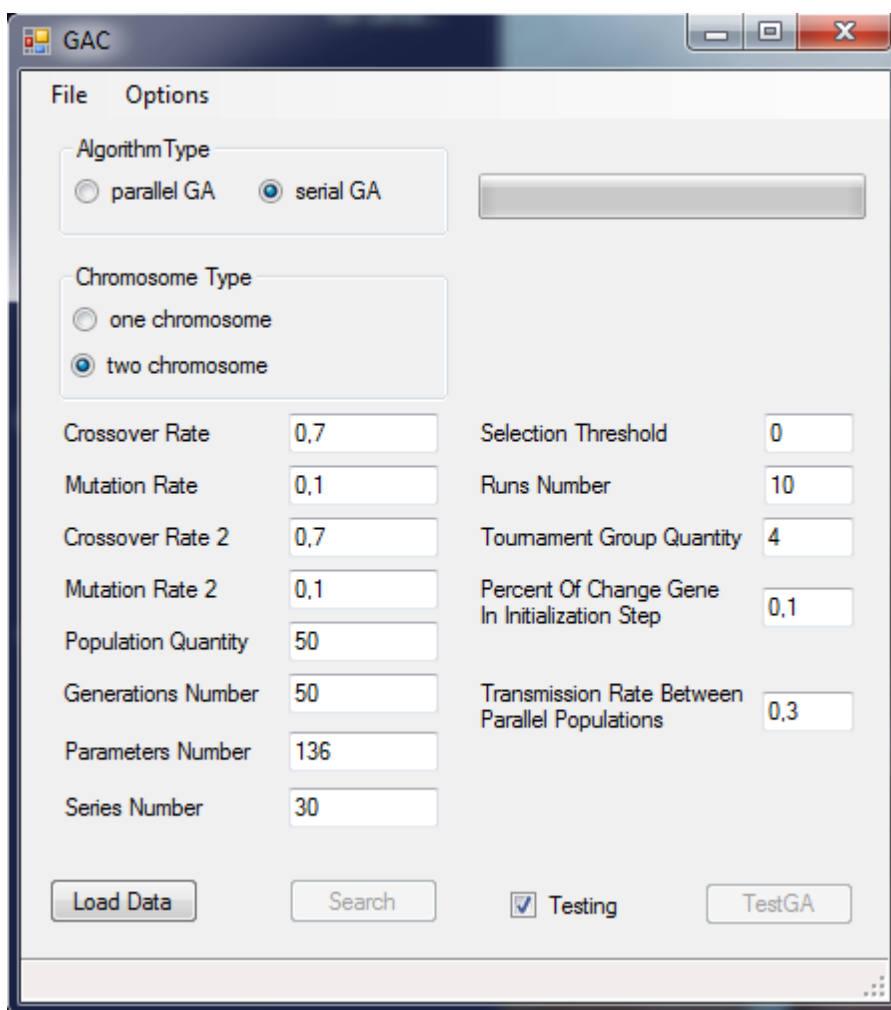 GAC
File Options
AlgorithmType
parallel GA serial GA
Chromosome Type
one chromosome
two chromosome
Crossover Rate 0,7 Selection Threshold 0
Mutation Rate 0,1 Runs Number 10
Crossover Rate 2 0,7 Tournament Group Quantity 4
Mutation Rate 2 0,1 Percent Of Change Gene
In Initialization Step 0,1
Population Quantity 50
Generations Number 50 Transmission Rate Between
Parallel Populations 0,3
Parameters Number 136
Series Number 30
Load Data Search Testing TestGA